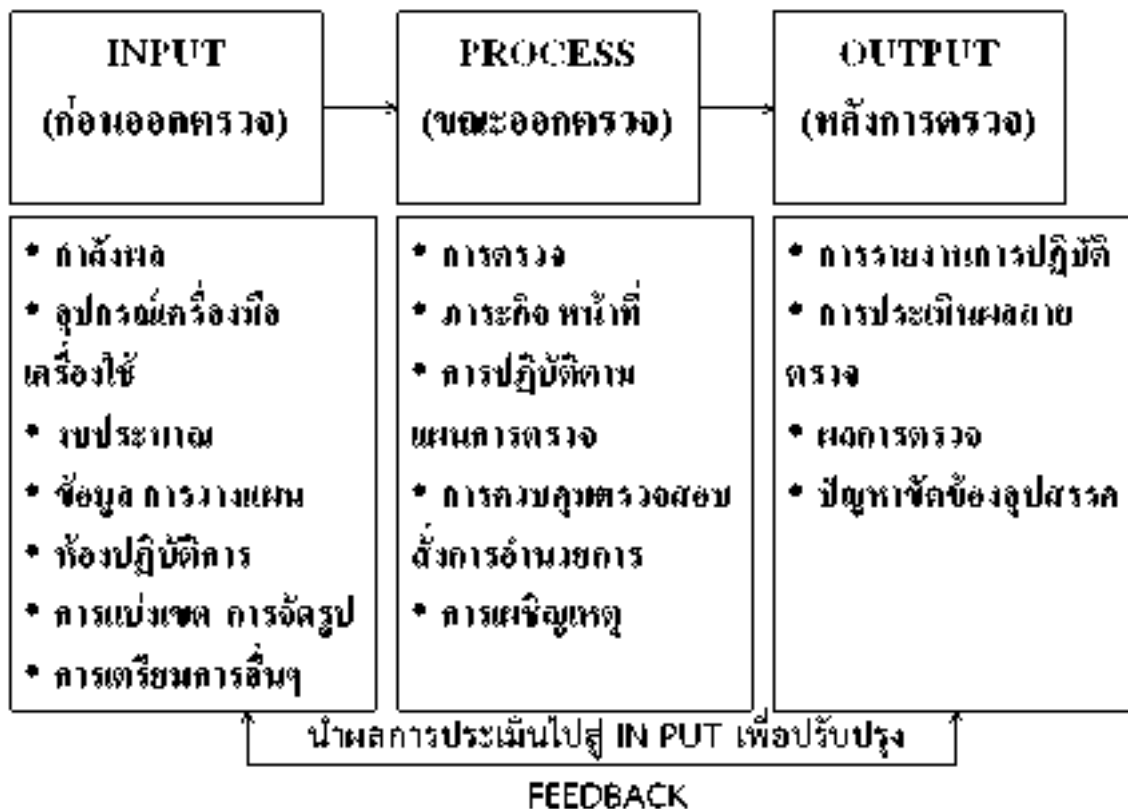 INPUT
(ก่อนออกตรวจ)
PROCESS
(ขณะออกตรวจ)
OUTPUT
(หลังการตรวจ)
• กำลังพล
• อุปกรณ์เครื่องมือ
เครื่องใช้
• งบประมาณ
• ข้อมูล การวางแผน
• ห้องปฏิบัติการ
• การแบ่งเขต การจัดรูป
• การเตรียมการอื่นๆ
• การตรวจ
• ภาระกิจ หน้าที่
• การปฏิบัติตาม
แผนการตรวจ
• การควบคุมตรวจสอบ
สั่งการอำนวยการ
• การเผชิญเหตุ
• การรายงานการปฏิบัติ
• การประเมินผลสาย
ตรวจ
• ผลการตรวจ
• ปัญหาขัดข้องอุปสรรค
นำผลการประเมินไปสู่ IN PUT เพื่อปรับปรุง
FEEDBACK